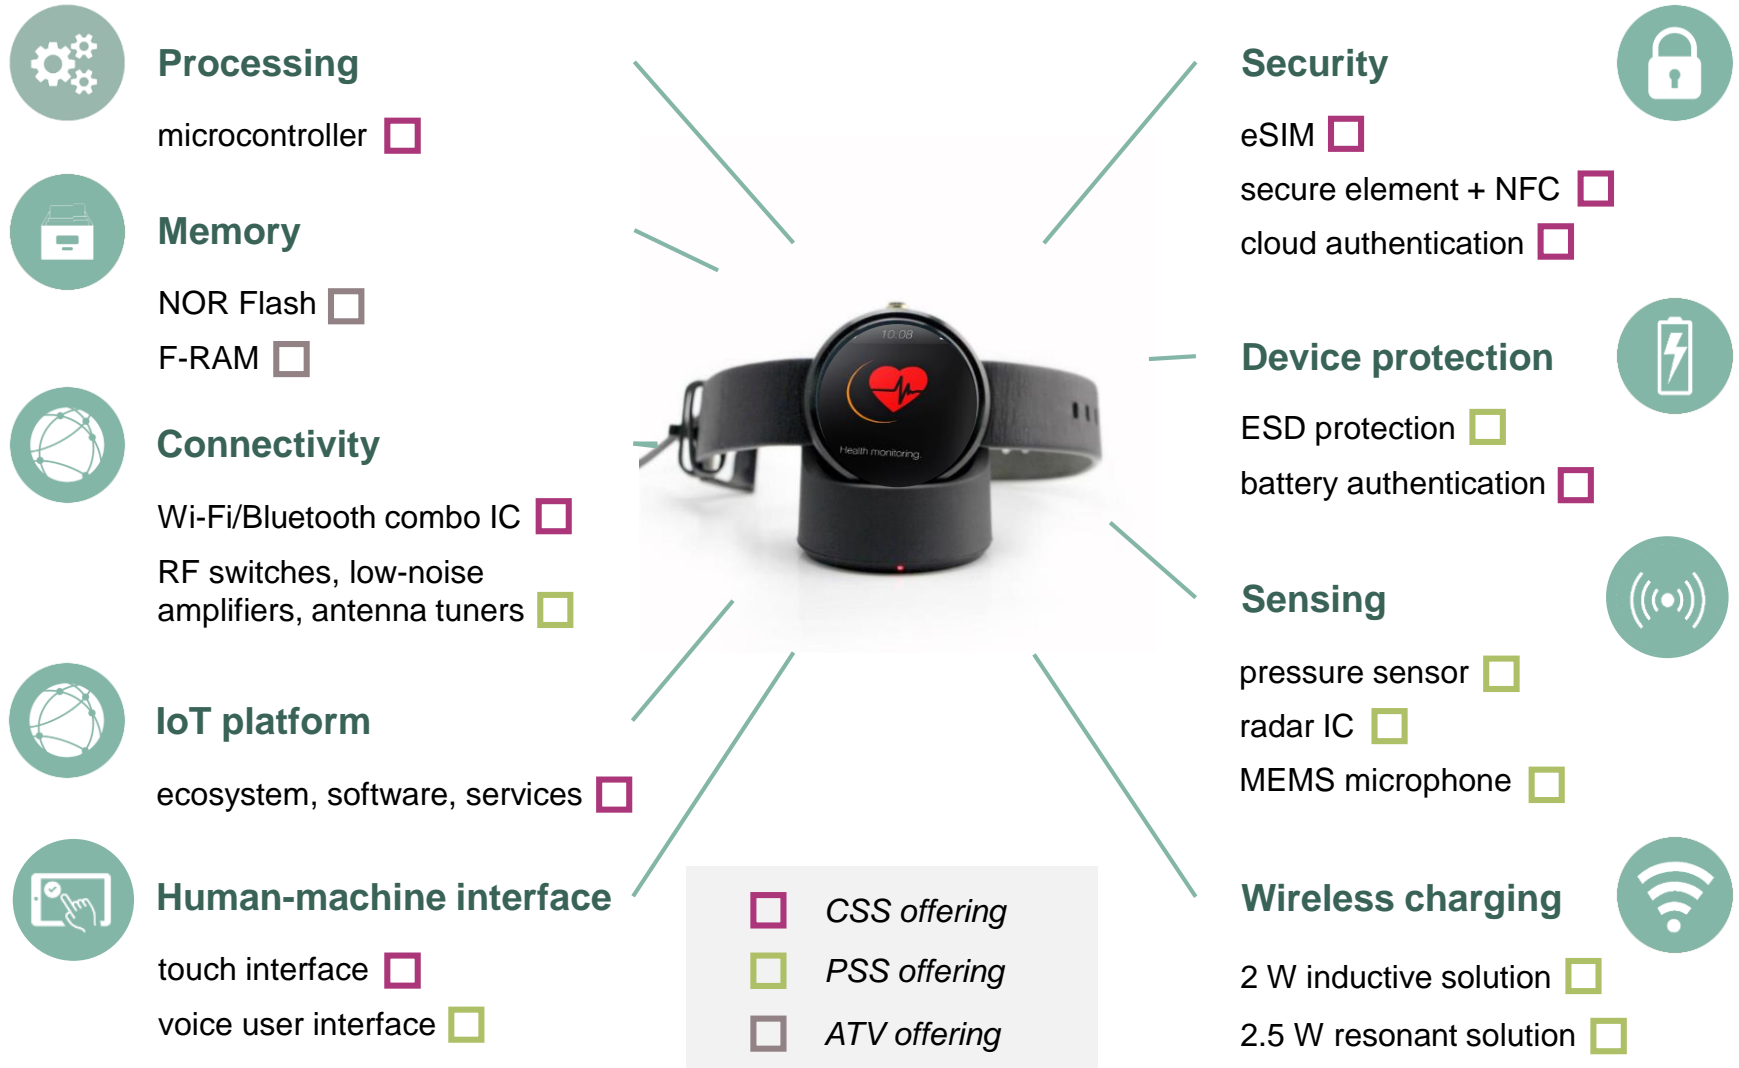 Processing
microcontroller
Memory
NOR Flash
F-RAM
Connectivity
Wi-Fi/Bluetooth combo IC
RF switches, low-noise
amplifiers, antenna tuners
IoT platform
ecosystem, software, services
Human-machine interface
touch interface
voice user interface
10:08
Health monitoring.
CSS offering
PSS offering
ATV offering
Security
eSIM
secure element + NFC
cloud authentication
Device protection
ESD protection
battery authentication
Sensing
pressure sensor
radar IC
MEMS microphone
Wireless charging
2 W inductive solution
2.5 W resonant solution